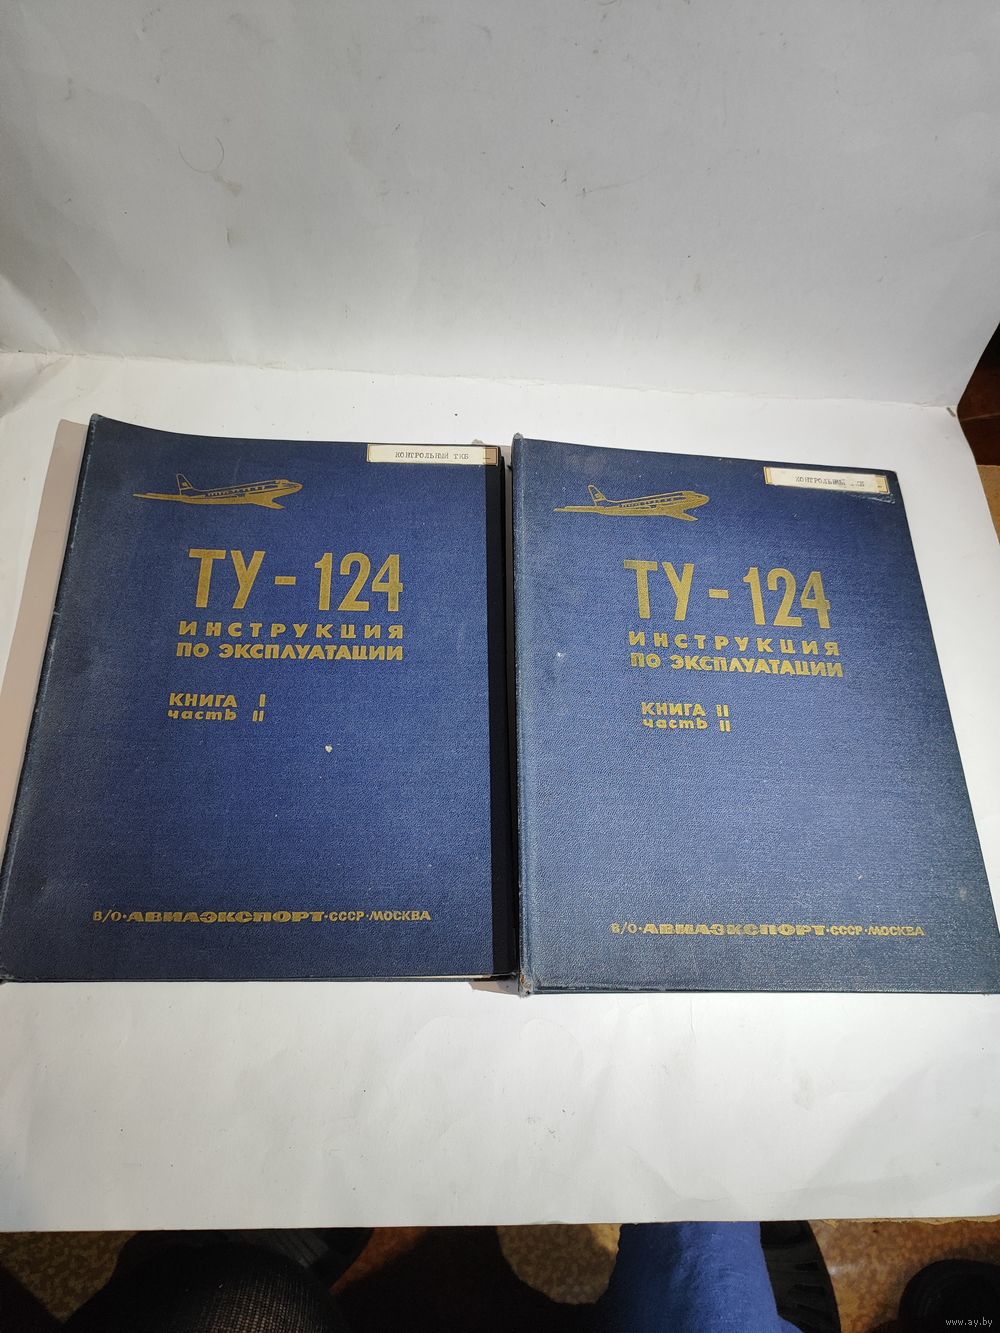 КОНТРОЛЬНЫЙ ТКБ
ТУ-124
ИНСТРУКЦИЯ
ПО ЭКСПЛУАТАЦИИ
КНИГА I
часть II
В/О·АВИАЭКСПОРТ·СССР·МОСКВА
КОНТРОЛЬНЫЙ
ТУ-124
ИНСТРУКЦИЯ
ПО ЭКСПЛУАТАЦИИ
КНИГА II
часть II
В/О·АВИАЭКСПОРТ·СССР·МОСКВА
www.ay.by